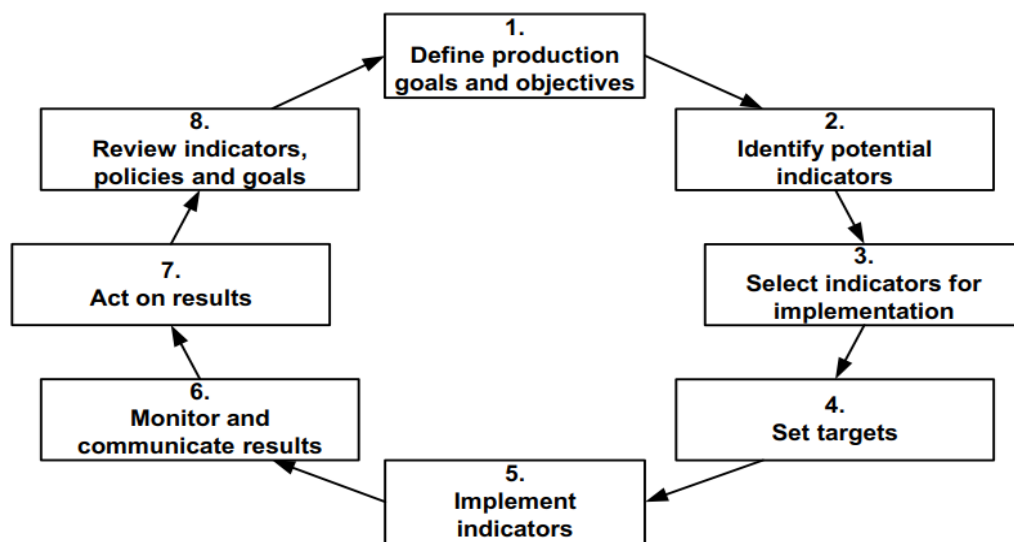 1.
Define production
goals and objectives
2.
Identify potential
indicators
3.
Select indicators for
implementation
4.
Set targets
5.
Implement
indicators
6.
Monitor and
communicate results
7.
Act on results
8.
Review indicators,
policies and goals